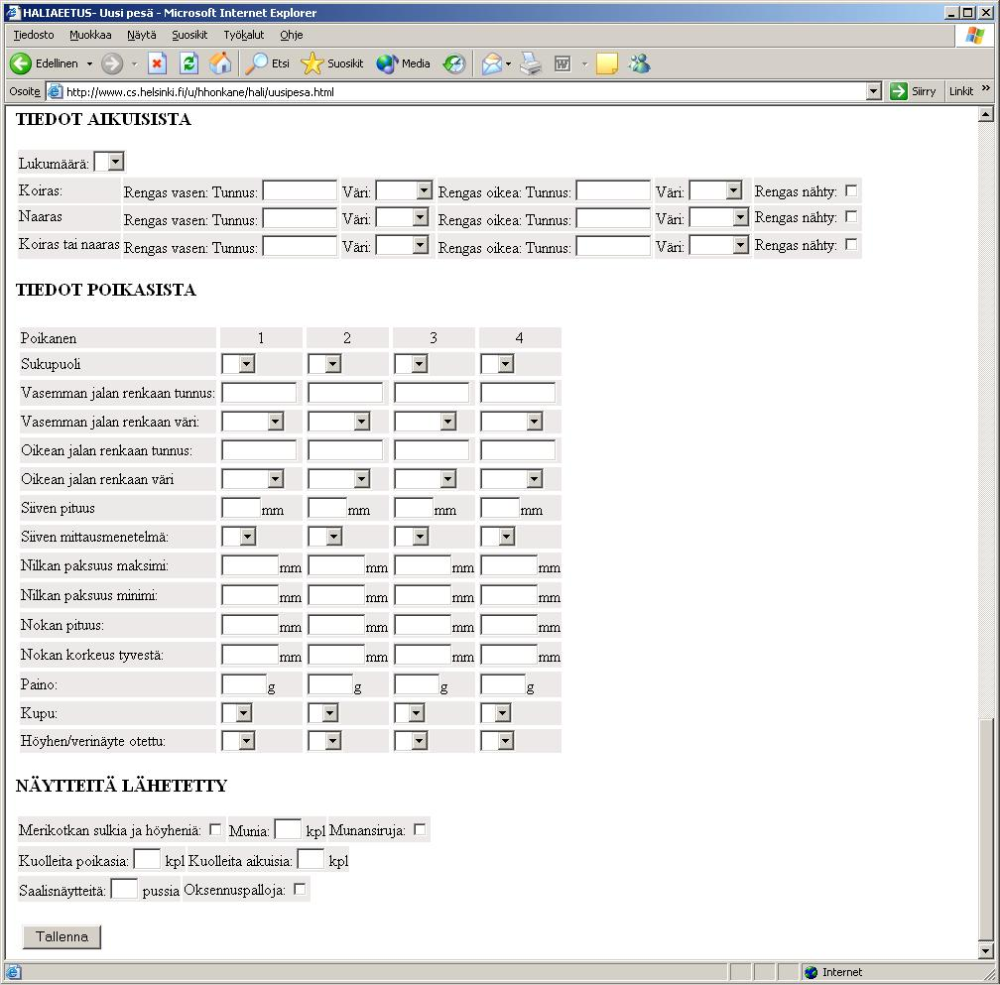 HALIAEETUS- Uusi pesä - Microsoft Internet Explorer
Tiedosto Muokkaa Näytä Suosikit Työkalut Ohje
Edellinen Etsi Suosikit Media
Osoite http://www.cs.helsinki.fi/u/hhonkane/hali/uusipesa.html Siirry Linkit »
TIEDOT AIKUISISTA
Lukumäärä:
Koiras: Rengas vasen: Tunnus: Väri: Rengas oikea: Tunnus: Väri: Rengas nähty:
Naaras Rengas vasen: Tunnus: Väri: Rengas oikea: Tunnus: Väri: Rengas nähty:
Koiras tai naaras Rengas vasen: Tunnus: Väri: Rengas oikea: Tunnus: Väri: Rengas nähty:
TIEDOT POIKASISTA
Poikanen 1 2 3 4
Sukupuoli
Vasemman jalan renkaan tunnus:
Vasemman jalan renkaan väri:
Oikean jalan renkaan tunnus:
Oikean jalan renkaan väri
Siiven pituus mm mm mm mm
Siiven mittausmenetelmä:
Nilkan paksuus maksimi: mm mm mm mm
Nilkan paksuus minimi: mm mm mm mm
Nokan pituus: mm mm mm mm
Nokan korkeus tyvestä: mm mm mm mm
Paino: g g g g
Kupu:
Höyhen/verinäyte otettu:
NÄYTTEITÄ LÄHETETTY
Merikotkan sulkia ja höyheniä: Munia: kpl Munansiruja:
Kuolleita poikasia: kpl Kuolleita aikuisia: kpl
Saalisnäytteitä: pussia Oksennuspalloja:
Tallenna
Internet